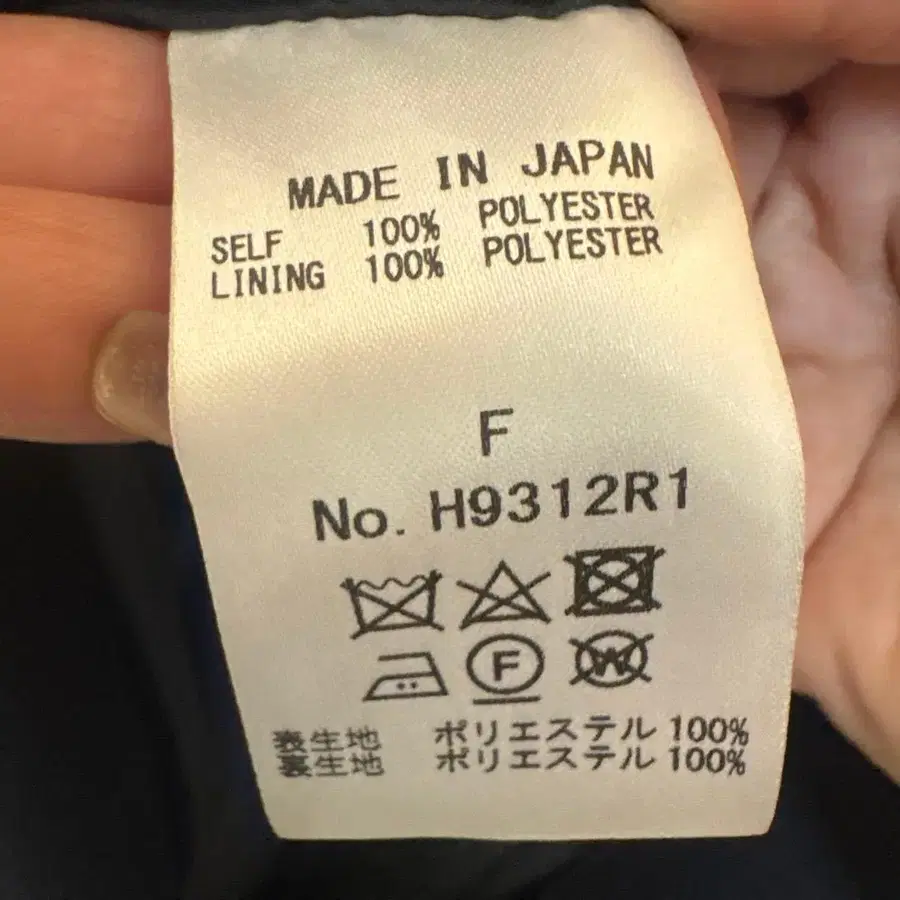 MADE IN JAPAN
SELF 100% POLYESTER
LINING 100% POLYESTER
F
No. H9312R1
F
W
表生地 ポリエステル 100%
裏生地 ポリエステル 100%